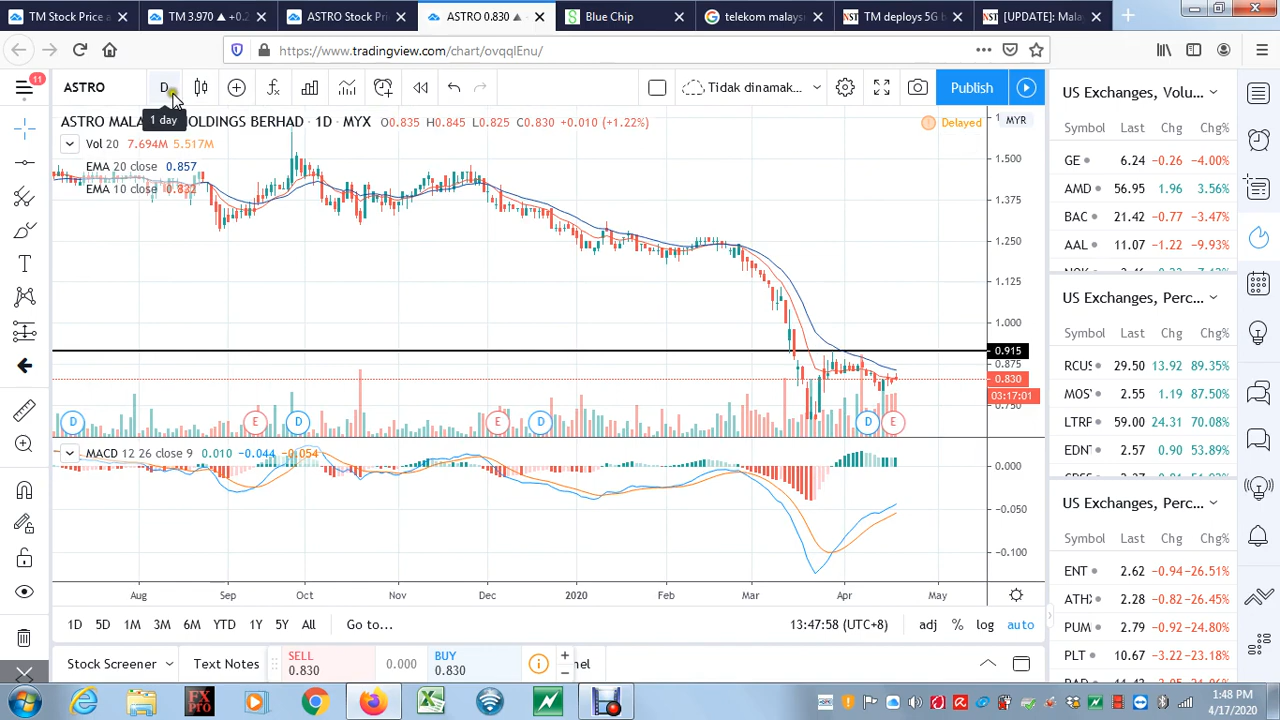 TM Stock Price a
TM 3.970 ▲ +0.2
ASTRO Stock Pric
ASTRO 0.830 ▲
Blue Chip
telekom malays
TM deploys 5G b
[UPDATE]: Mala
https://www.tradingview.com/chart/ovqqlEnu/
11
ASTRO
D
Tidak dinamak...
Publish
1 day
ASTRO MALA OLDINGS BERHAD · 1D · MYX O0.835 H0.845 L0.825 C0.830 +0.010 (+1.22%)
Delayed
MYR
Vol 20 7.694M 5.517M
EMA 20 close 0.857
EMA 10 close 0.832
1.500
1.375
1.250
1.125
1.000
0.915
0.875
0.830
03:17:01
0.750
D E D E D D E
MACD 12 26 close 9 0.010 −0.044 −0.054
0.000
−0.050
−0.100
Aug Sep Oct Nov Dec 2020 Feb Mar Apr May
1D 5D 1M 3M 6M YTD 1Y 5Y All Go to...
13:47:58 (UTC+8) adj % log auto
Stock Screener
Text Notes
SELL
0.830
0.000
BUY
0.830
nel
US Exchanges, Volu...
Symbol Last Chg Chg%
GE 6.24 −0.26 −4.00%
AMD 56.95 1.96 3.56%
BAC 21.42 −0.77 −3.47%
AAL 11.07 −1.22 −9.93%
US Exchanges, Perc...
Symbol Last Chg Chg%
RCUS 29.50 13.92 89.35%
MOS 2.55 1.19 87.50%
LTRP 59.00 24.31 70.08%
EDN 2.57 0.90 53.89%
US Exchanges, Perc...
Symbol Last Chg Chg%
ENT 2.62 −0.94 −26.51%
ATH 2.28 −0.82 −26.45%
PUM 2.79 −0.92 −24.80%
PLT 10.67 −3.22 −23.18%
FX PRO
1:48 PM
4/17/2020